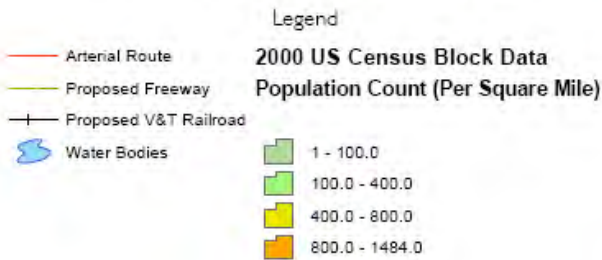 Legend
Arterial Route
Proposed Freeway
Proposed V&T Railroad
Water Bodies
2000 US Census Block Data
Population Count (Per Square Mile)
1 - 100.0
100.0 - 400.0
400.0 - 800.0
800.0 - 1484.0